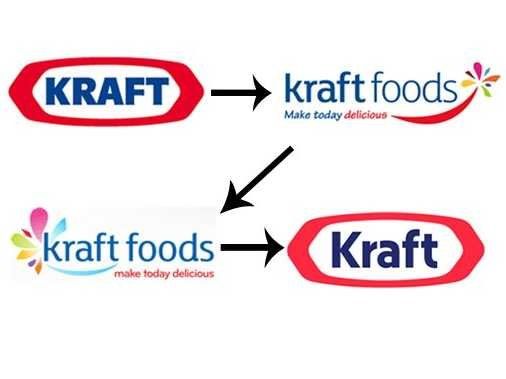 KRAFT
kraft foods
Make today delicious
kraft foods
make today delicious
Kraft